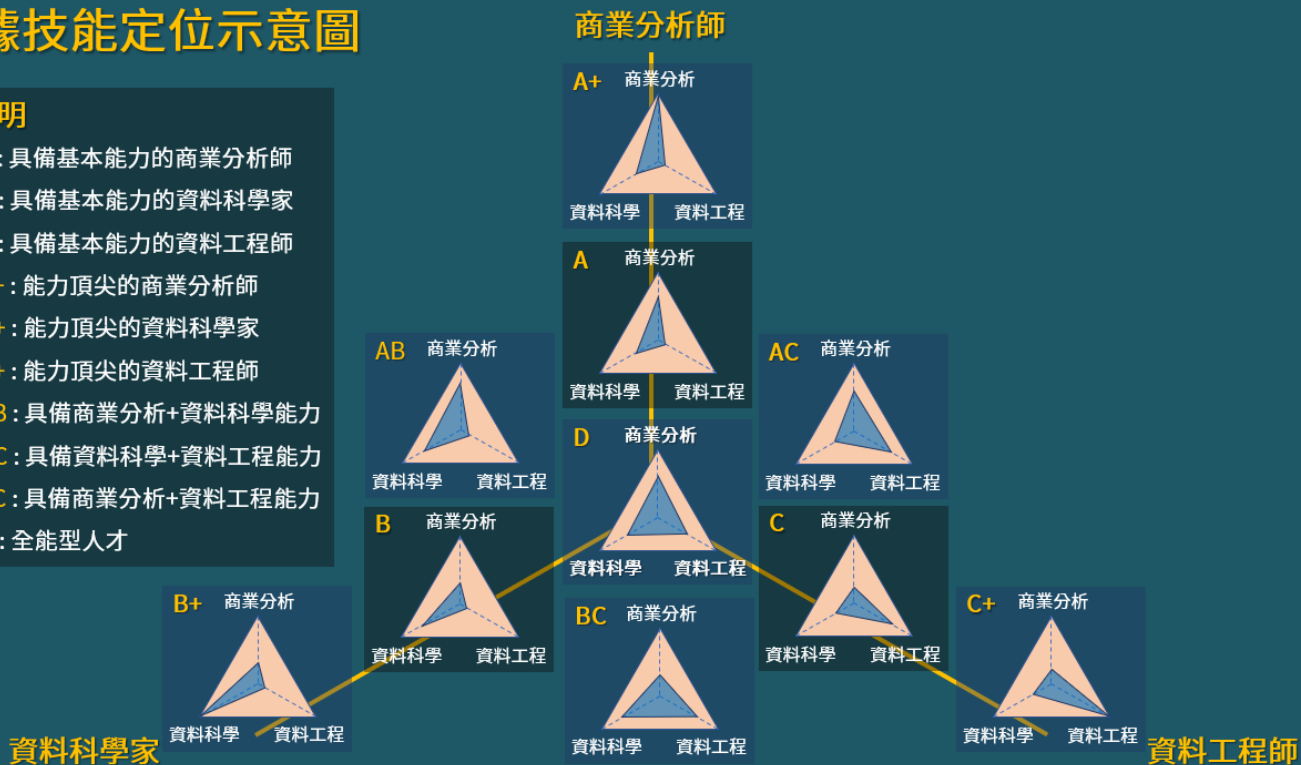 據技能定位示意圖
商業分析師
明
: 具備基本能力的商業分析師
: 具備基本能力的資料科學家
: 具備基本能力的資料工程師
+ : 能力頂尖的商業分析師
+ : 能力頂尖的資料科學家
+ : 能力頂尖的資料工程師
B : 具備商業分析+資料科學能力
C : 具備資料科學+資料工程能力
C : 具備商業分析+資料工程能力
: 全能型人才
A+ 商業分析
資料科學 資料工程
A 商業分析
資料科學 資料工程
AB 商業分析
資料科學 資料工程
AC 商業分析
資料科學 資料工程
D 商業分析
資料科學 資料工程
B 商業分析
資料科學 資料工程
C 商業分析
資料科學 資料工程
B+ 商業分析
資料科學 資料工程
BC 商業分析
資料科學 資料工程
C+ 商業分析
資料科學 資料工程
資料科學家
資料工程師